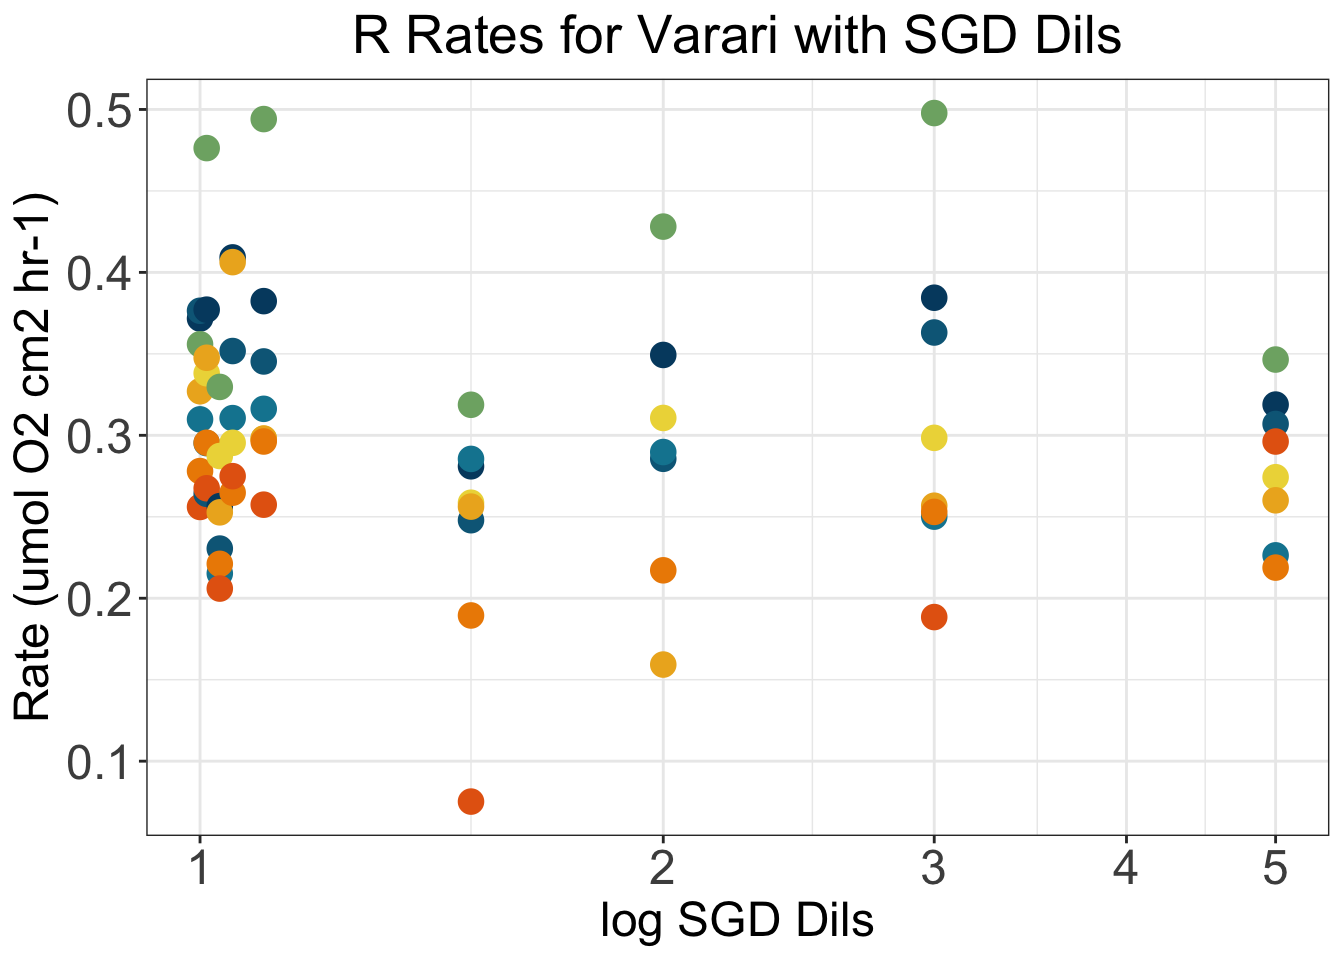 R Rates for Varari with SGD Dils
Rate (umol O2 cm2 hr-1)
0.5
0.4
0.3
0.2
0.1
1 2 3 4 5
log SGD Dils